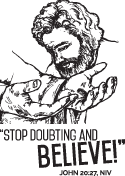 "STOP DOUBTING AND
BELIEVE!"
JOHN 20:27, NIV